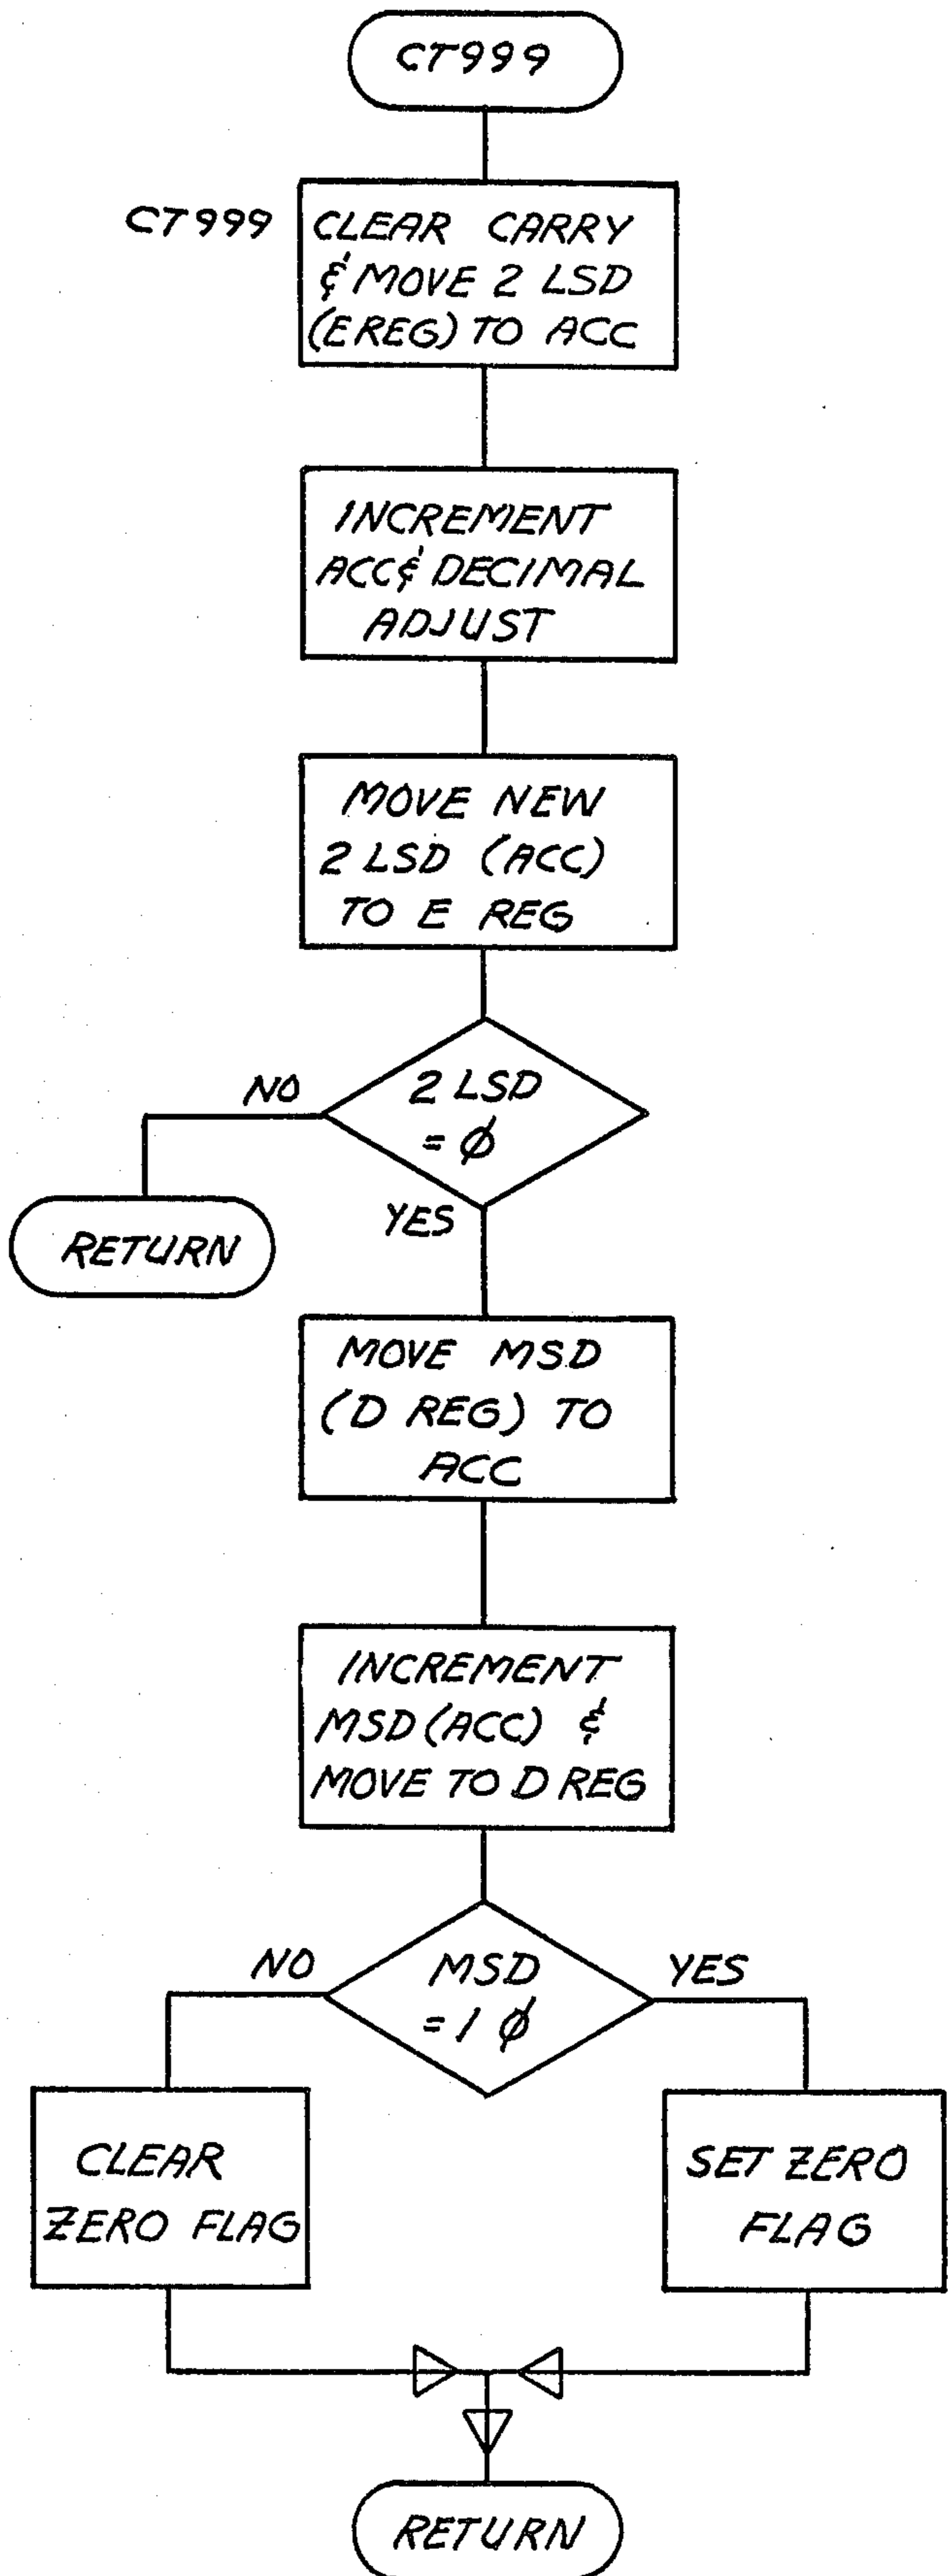 CT999
CT999
CLEAR CARRY
& MOVE 2 LSD
(E REG) TO ACC
INCREMENT
ACC & DECIMAL
ADJUST
MOVE NEW
2 LSD (ACC)
TO E REG
2 LSD
= ϕ
NO
YES
RETURN
MOVE MSD
(D REG) TO
ACC
INCREMENT
MSD (ACC) &
MOVE TO D REG
MSD
= 1 ϕ
NO
YES
CLEAR
ZERO FLAG
SET ZERO
FLAG
RETURN